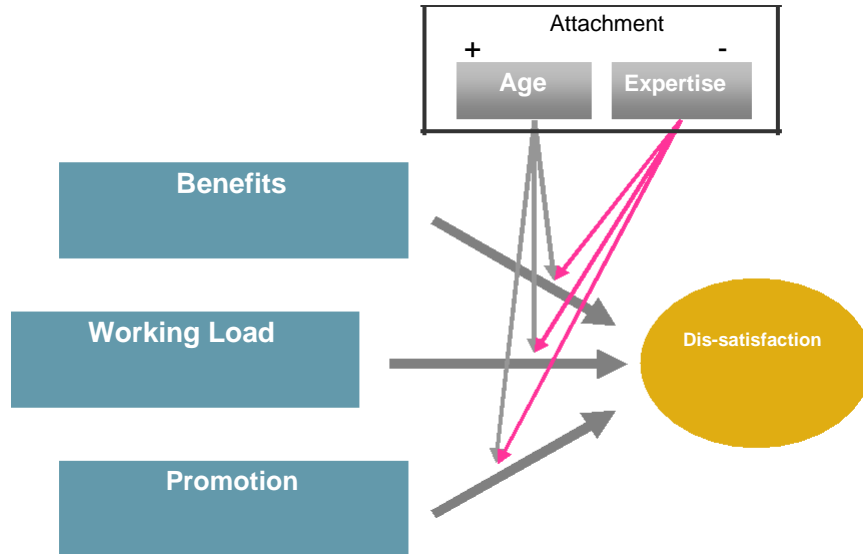 Attachment
+ -
Age Expertise
Benefits
Working Load
Dis-satisfaction
Promotion